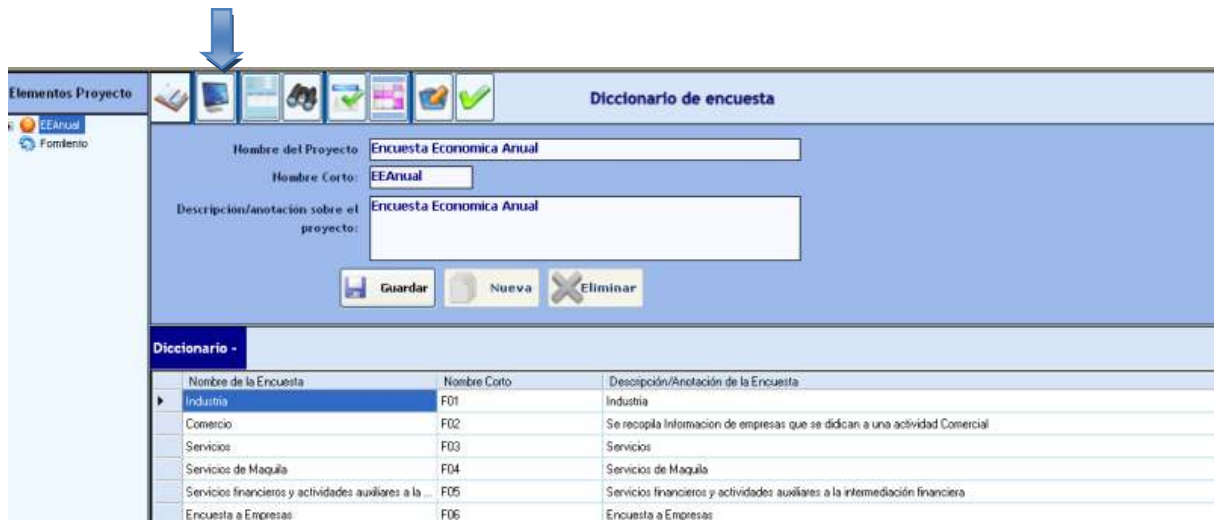 Elementos Proyecto
Diccionario de encuesta
EEAnual
Fomilenio
Nombre del Proyecto Encuesta Economica Anual
Nombre Corto: EEAnual
Descripción/anotación sobre el Encuesta Economica Anual
proyecto:
Guardar Nueva Eliminar
Diccionario -
Nombre de la Encuesta Nombre Corto Descripción/Anotación de la Encuesta
Industria F01 Industria
Comercio F02 Se recopila Informacion de empresas que se didican a una actividad Comercial
Servicios F03 Servicios
Servicios de Maquila F04 Servicios de Maquila
Servicios financieros y actividades auxiliares a la ... F05 Servicios financieros y actividades auxiliares a la intermediación financiera
Encuesta a Empresas F06 Encuesta a Empresas